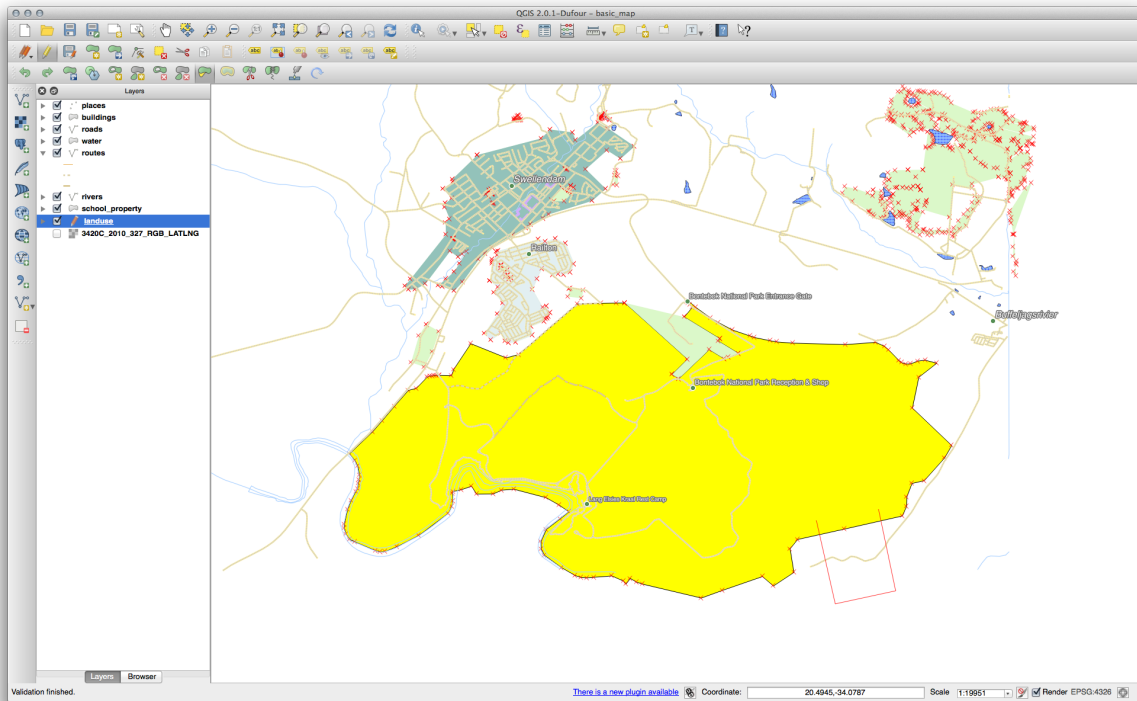 QGIS 2.0.1-Dufour - basic_map
Layers
places
buildings
roads
water
routes
rivers
school_property
landuse
3420C_2010_327_RGB_LATLNG
Swellendam
Railton
Bontebok National Park Entrance Gate
Buffeljagsrivier
Bontebok National Park Reception & Shop
Lang Elsies Kraal Rest Camp
Layers
Browser
Validation finished.
There is a new plugin available
Coordinate:
20.4945,-34.0787
Scale
1:19951
Render
EPSG:4326